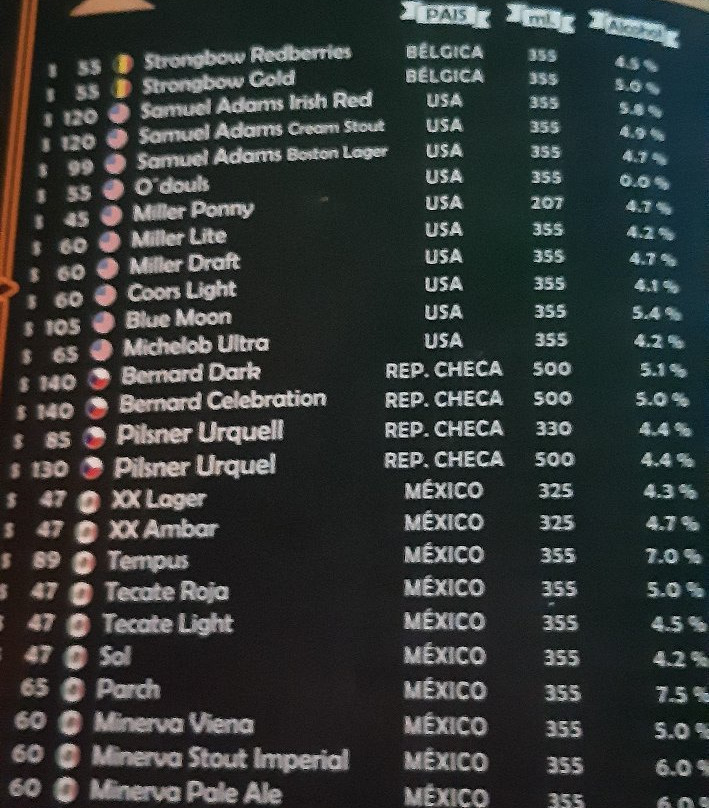 PAIS ml. Alcohol
$ 55 Strongbow Redberries BÉLGICA 355 4.5 %
$ 55 Strongbow Gold BÉLGICA 355 5.0 %
$ 120 Samuel Adams Irish Red USA 355 5.8 %
$ 120 Samuel Adams Cream Stout USA 355 4.9 %
$ 99 Samuel Adams Boston Lager USA 355 4.7 %
$ 55 O'douls USA 355 0.0 %
$ 45 Miller Ponny USA 207 4.7 %
$ 60 Miller Lite USA 355 4.2 %
$ 60 Miller Draft USA 355 4.7 %
$ 60 Coors Light USA 355 4.1 %
$ 105 Blue Moon USA 355 5.4 %
$ 65 Michelob Ultra USA 355 4.2 %
$ 140 Bernard Dark REP. CHECA 500 5.1 %
$ 140 Bernard Celebration REP. CHECA 500 5.0 %
$ 85 Pilsner Urquell REP. CHECA 330 4.4 %
$ 130 Pilsner Urquel REP. CHECA 500 4.4 %
$ 47 XX Lager MÉXICO 325 4.3 %
$ 47 XX Ambar MÉXICO 325 4.7 %
$ 89 Tempus MÉXICO 355 7.0 %
$ 47 Tecate Roja MÉXICO 355 5.0 %
47 Tecate Light MÉXICO 355 4.5 %
47 Sol MÉXICO 355 4.2 %
65 Parch MÉXICO 355 7.5 %
60 Minerva Viena MÉXICO 355 5.0 %
60 Minerva Stout Imperial MÉXICO 355 6.0 %
60 Minerva Pale Ale MÉXICO 355 6.0 %